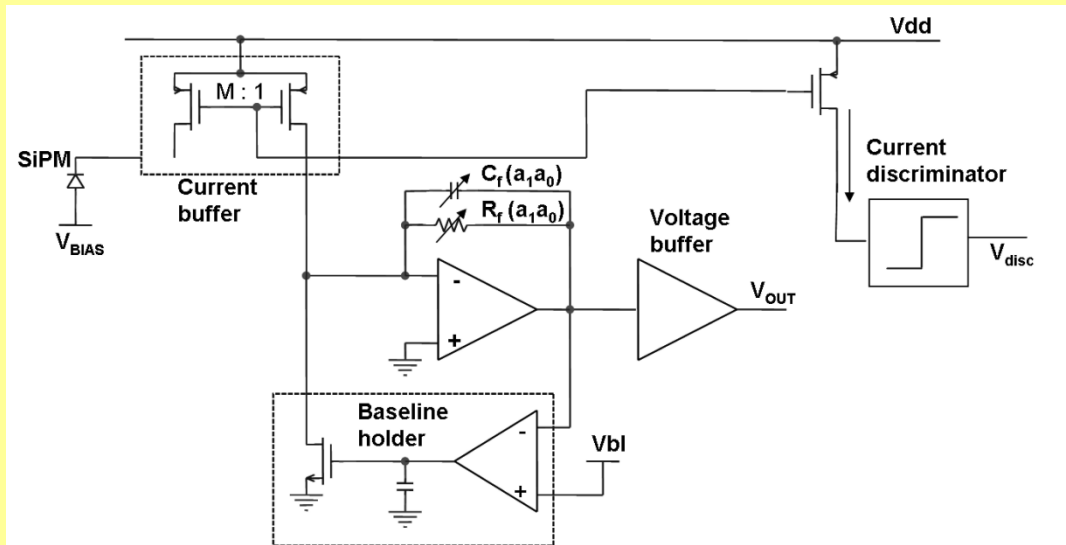 Vdd
M : 1
SiPM
Current
buffer
V_BIAS
C_f (a_1a_0)
R_f (a_1a_0)
Current
discriminator
Voltage
buffer
V_disc
-
+
V_OUT
Baseline
holder
-
+
Vbl